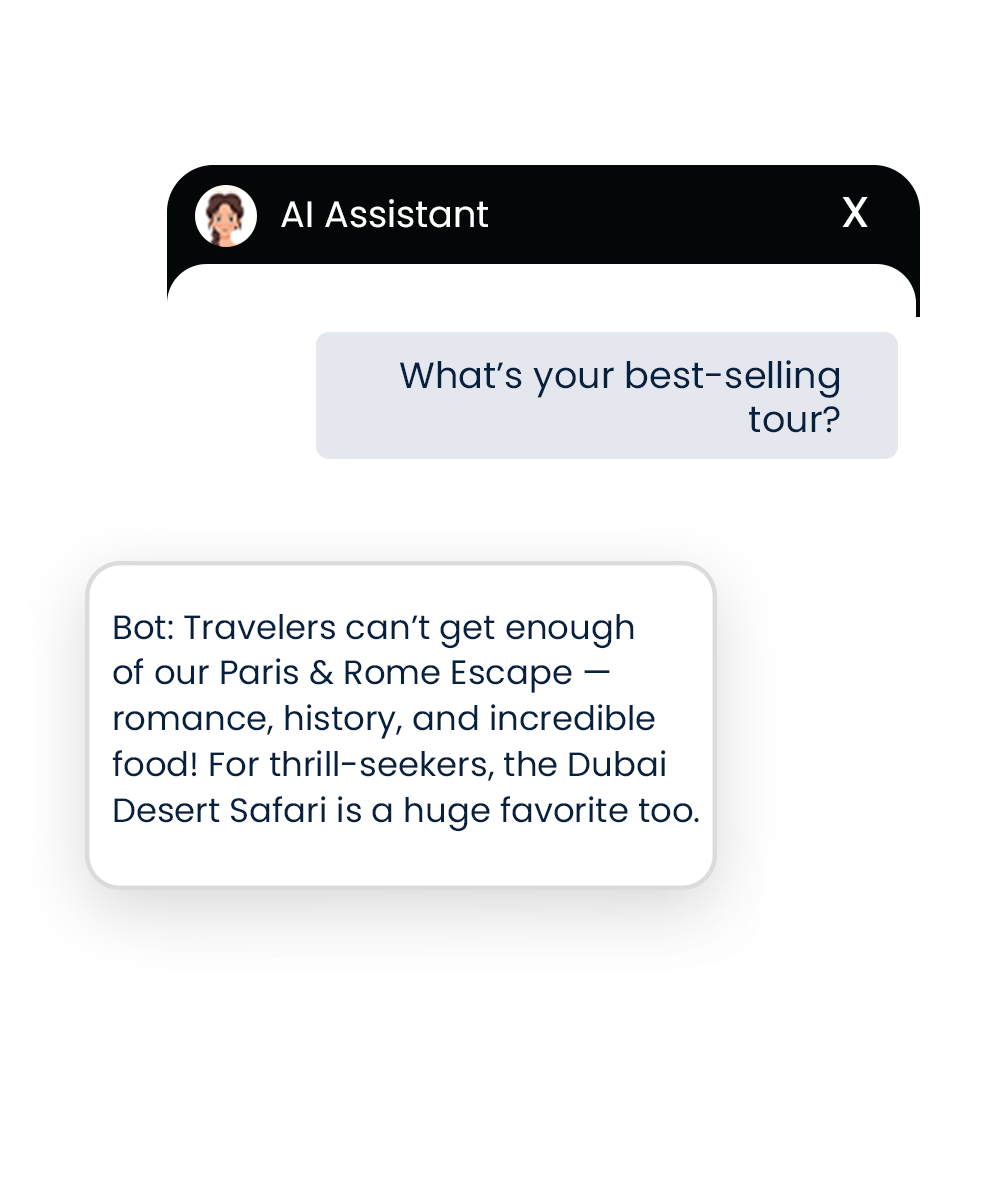 AI Assistant X
What’s your best-selling
tour?
Bot: Travelers can’t get enough
of our Paris & Rome Escape —
romance, history, and incredible
food! For thrill-seekers, the Dubai
Desert Safari is a huge favorite too.